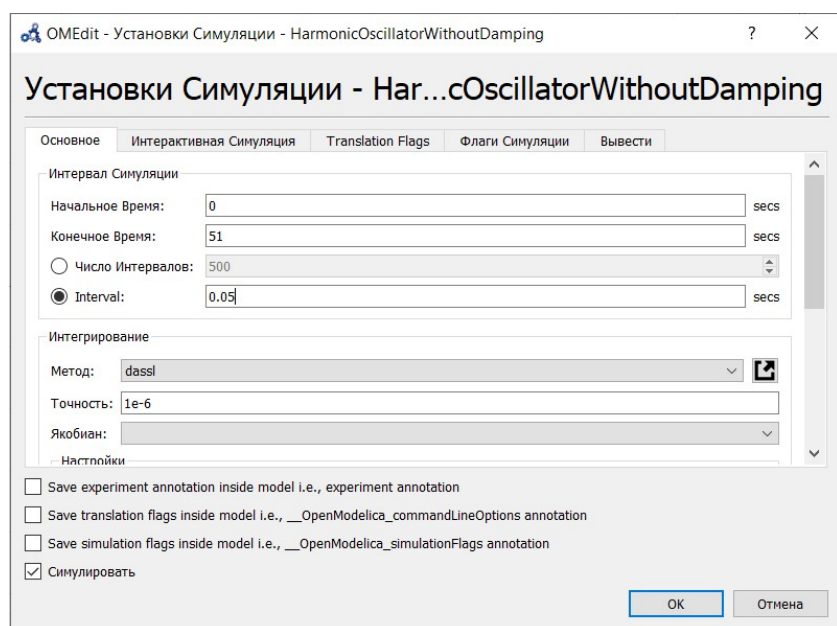 OMEdit - Установки Симуляции - HarmonicOscillatorWithoutDamping ?
Установки Симуляции - Har...cOscillatorWithoutDamping
Основное Интерактивная Симуляция Translation Flags Флаги Симуляции Вывести
Интервал Симуляции
Начальное Время: 0 secs
Конечное Время: 51 secs
Число Интервалов: 500
Interval: 0.05 secs
Интегрирование
Метод: dassl
Точность: 1e-6
Якобиан:
Настройки
Save experiment annotation inside model i.e., experiment annotation
Save translation flags inside model i.e., __OpenModelica_commandLineOptions annotation
Save simulation flags inside model i.e., __OpenModelica_simulationFlags annotation
Симулировать
OK Отмена